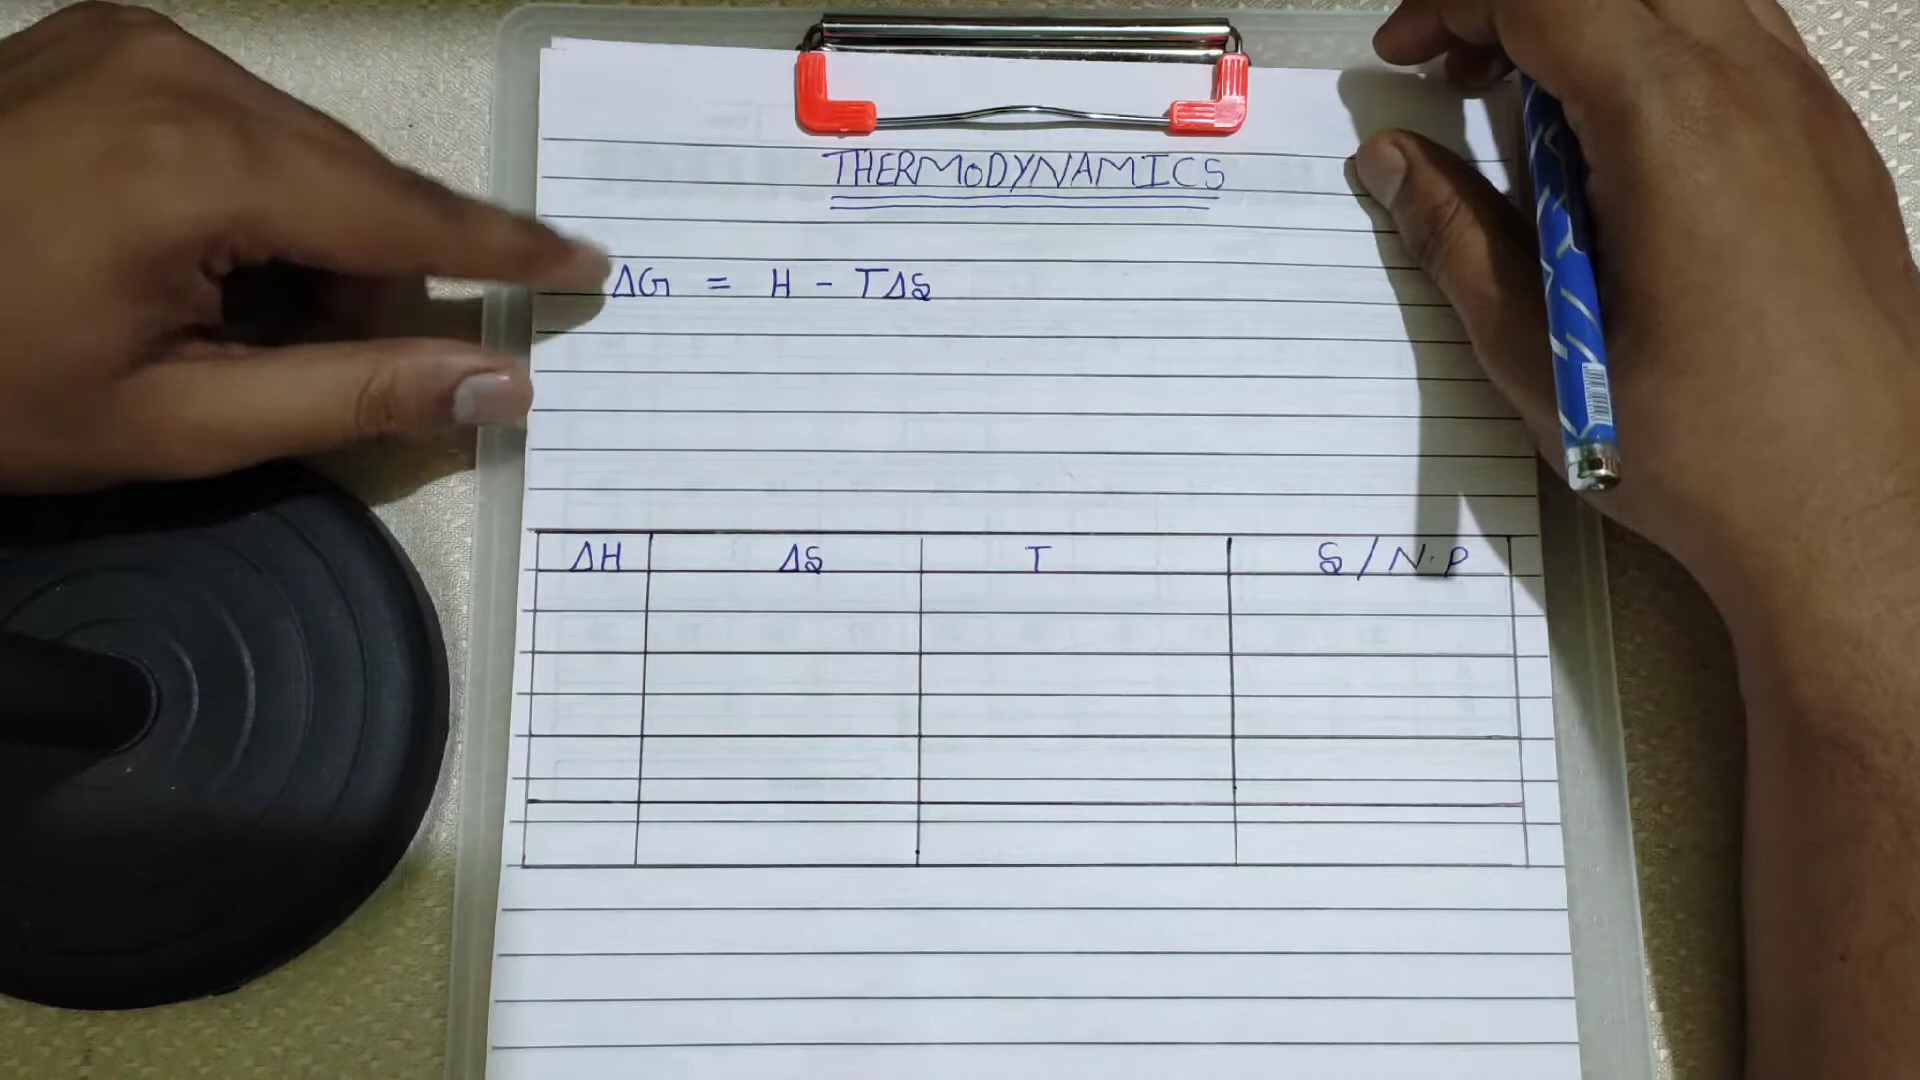 THERMODYNAMICS
ΔG = H - TΔS
ΔH ΔS T S / N.P